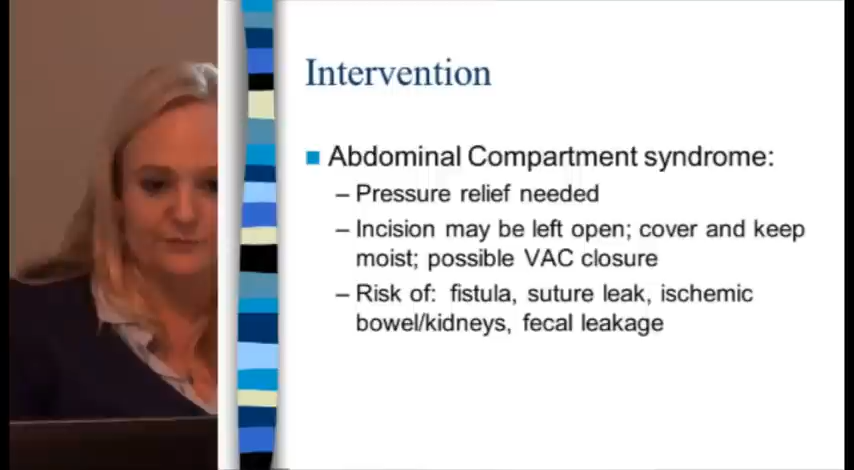 Intervention
Abdominal Compartment syndrome:
– Pressure relief needed
– Incision may be left open; cover and keep
moist; possible VAC closure
– Risk of: fistula, suture leak, ischemic
bowel/kidneys, fecal leakage